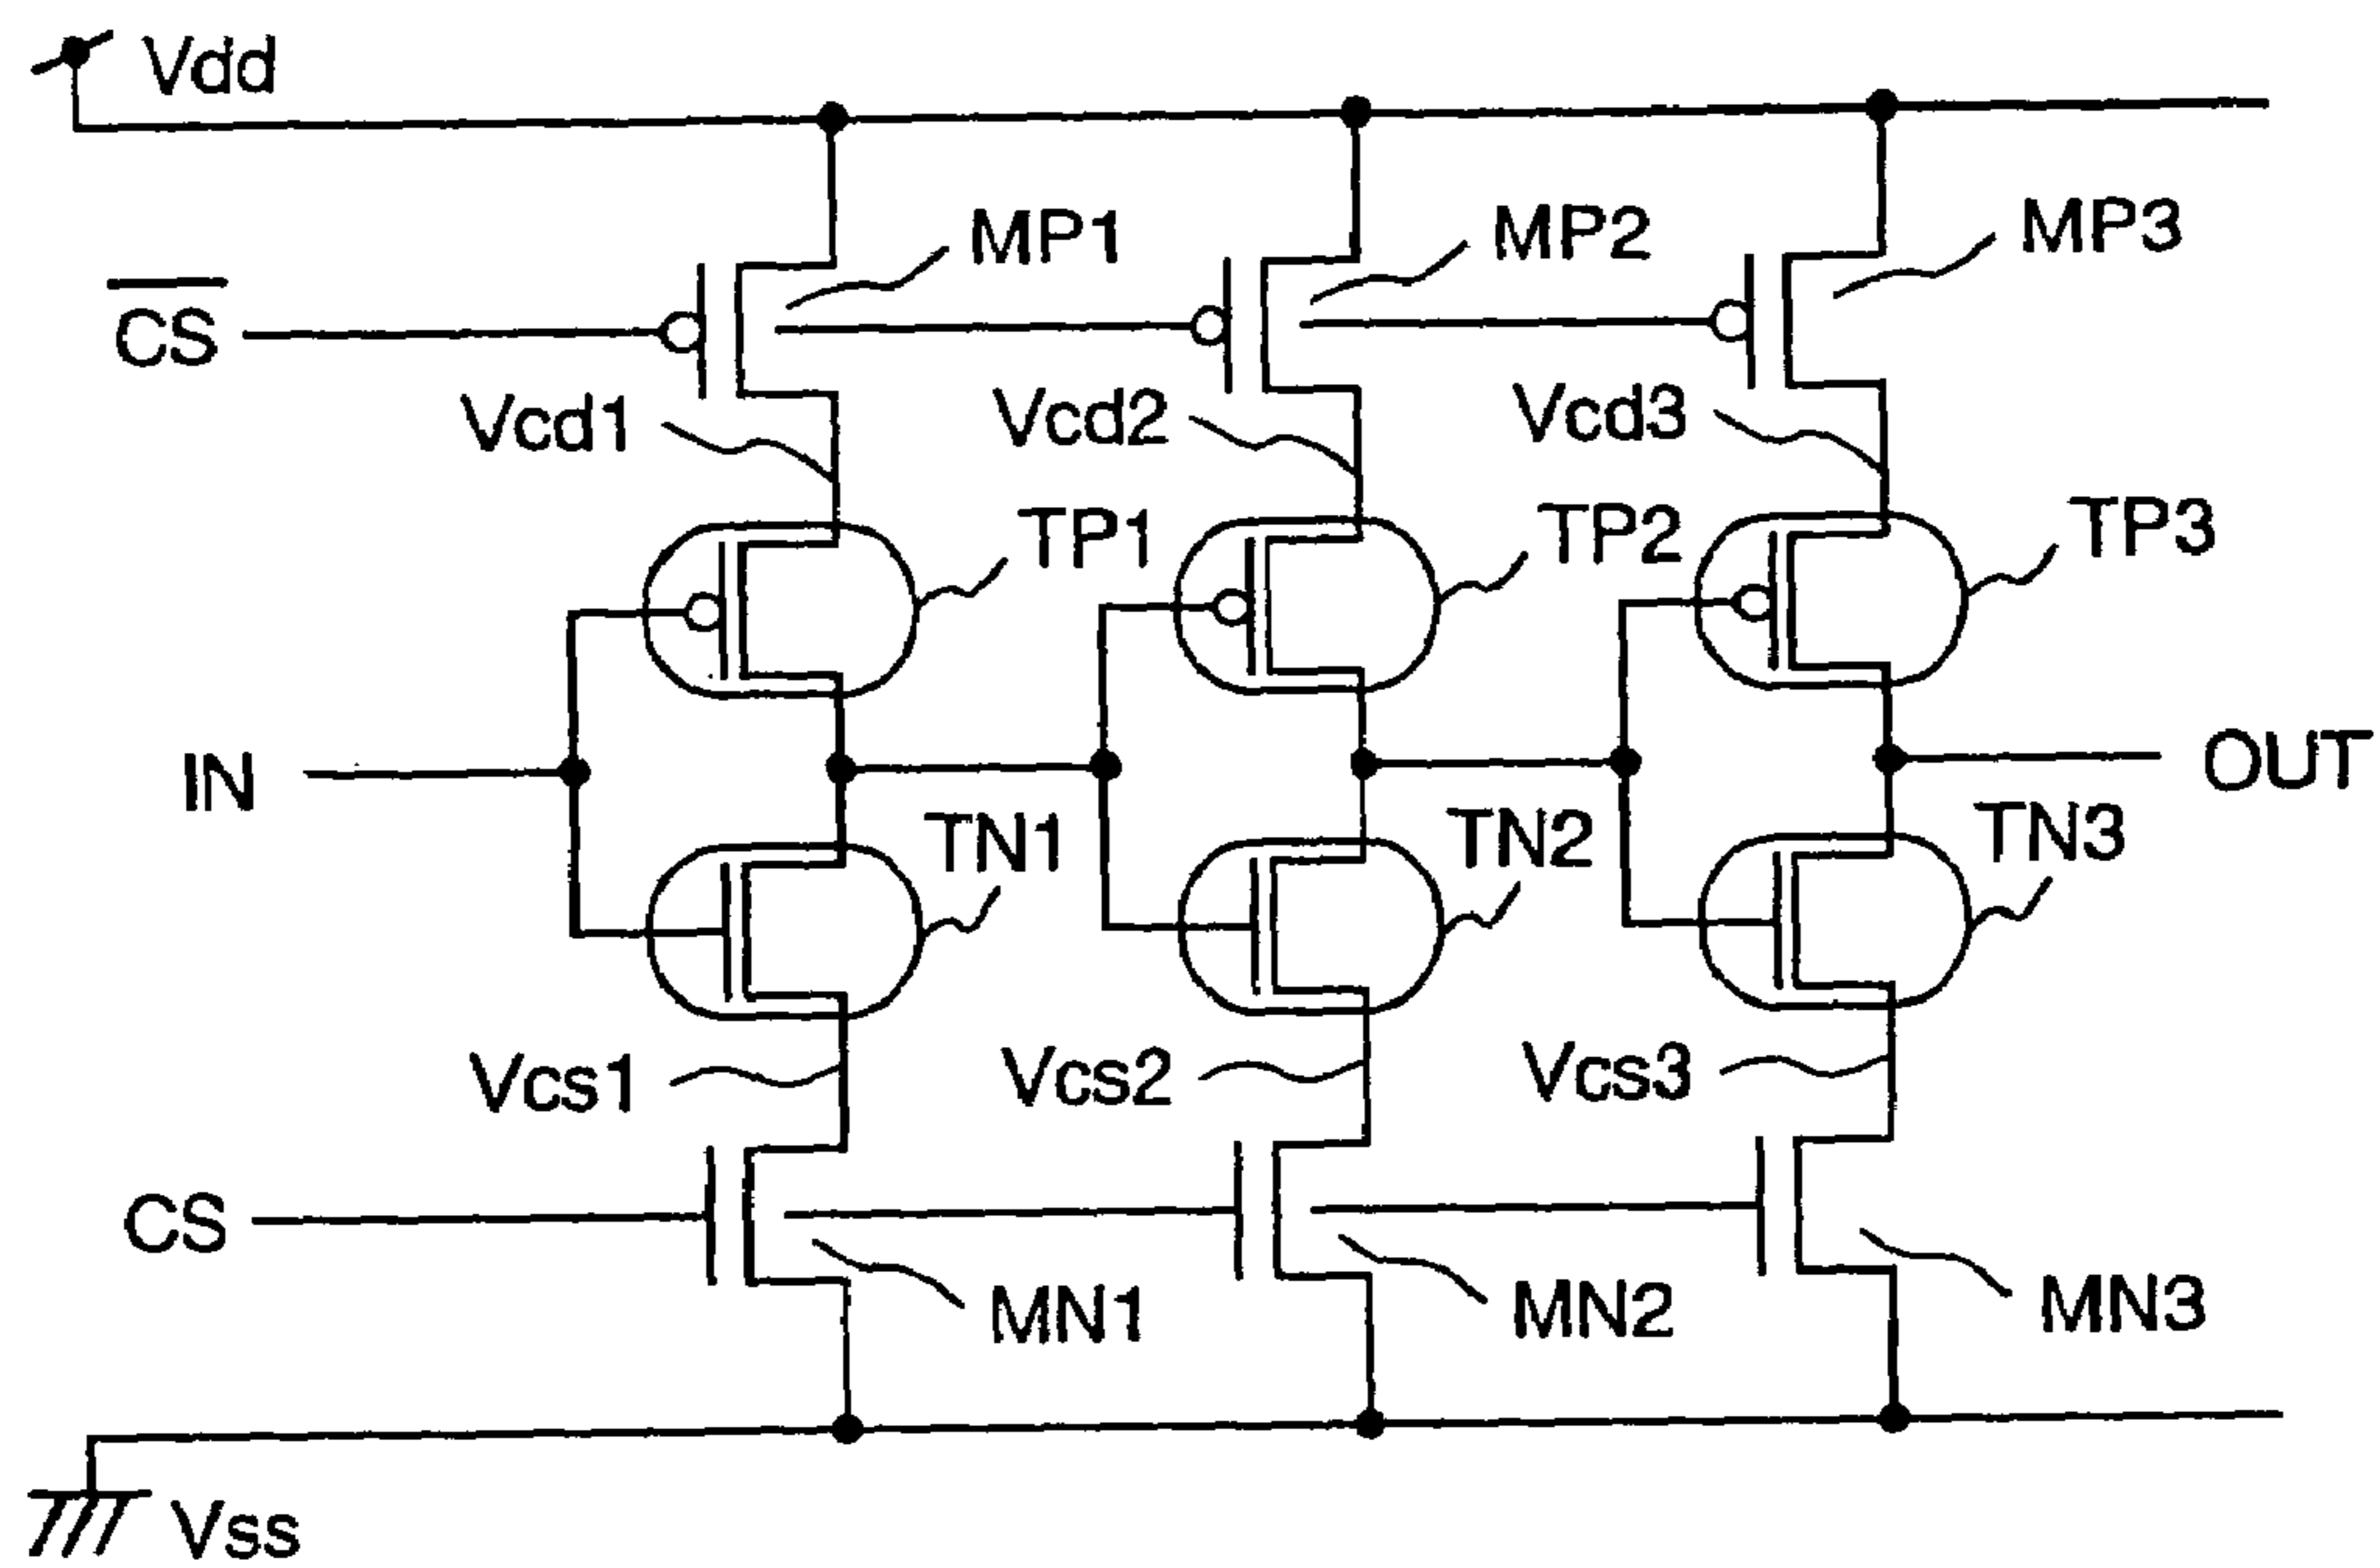 Vdd
MP1
MP2
MP3
C̅S̅
Vcd1
Vcd2
Vcd3
TP1
TP2
TP3
IN
OUT
TN1
TN2
TN3
Vcs1
Vcs2
Vcs3
CS
MN1
MN2
MN3
Vss